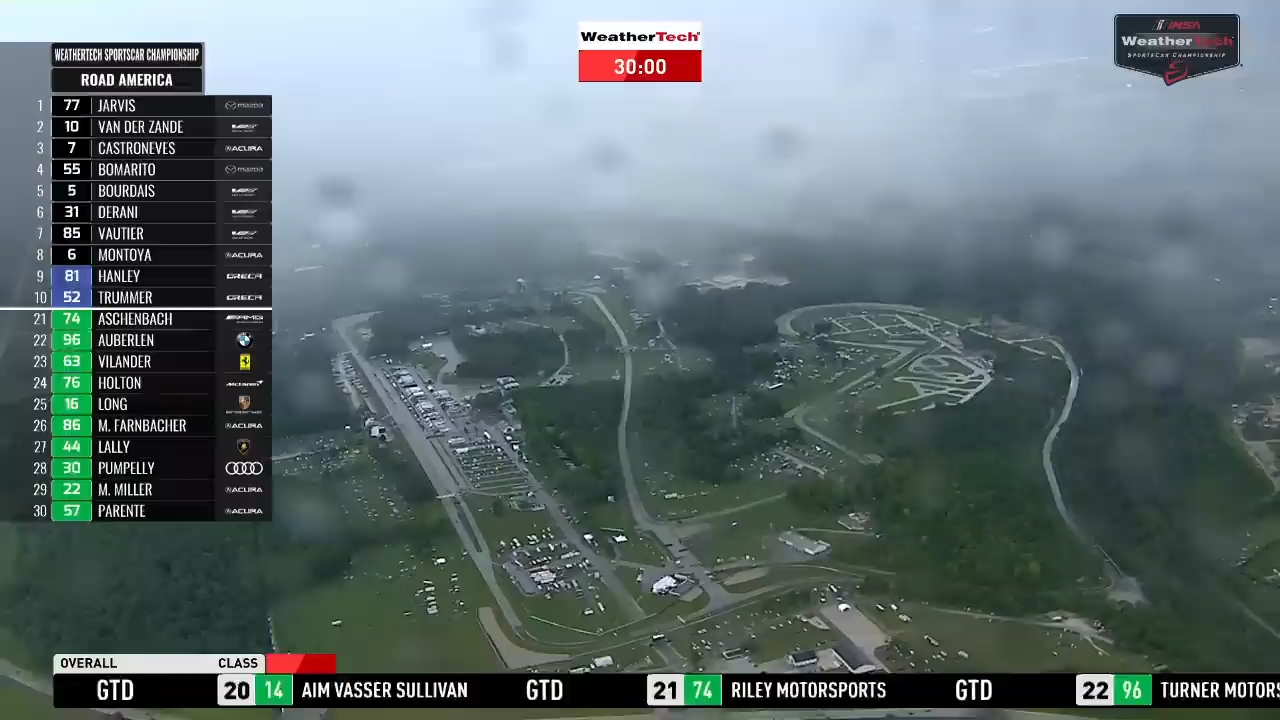 WEATHERTECH SPORTSCAR CHAMPIONSHIP
ROAD AMERICA
WeatherTech
30:00
IMSA
WeatherTech
SPORTSCAR CHAMPIONSHIP
1 77 JARVIS mazda
2 10 VAN DER ZANDE
3 7 CASTRONEVES ACURA
4 55 BOMARITO mazda
5 5 BOURDAIS
6 31 DERANI
7 85 VAUTIER
8 6 MONTOYA ACURA
9 81 HANLEY ORECA
10 52 TRUMMER ORECA
21 74 ASCHENBACH AMG
22 96 AUBERLEN
23 63 VILANDER
24 76 HOLTON McLaren
25 16 LONG PORSCHE
26 86 M. FARNBACHER ACURA
27 44 LALLY
28 30 PUMPELLY
29 22 M. MILLER ACURA
30 57 PARENTE ACURA
OVERALL CLASS
GTD 20 14 AIM VASSER SULLIVAN GTD 21 74 RILEY MOTORSPORTS GTD 22 96 TURNER MOTORS